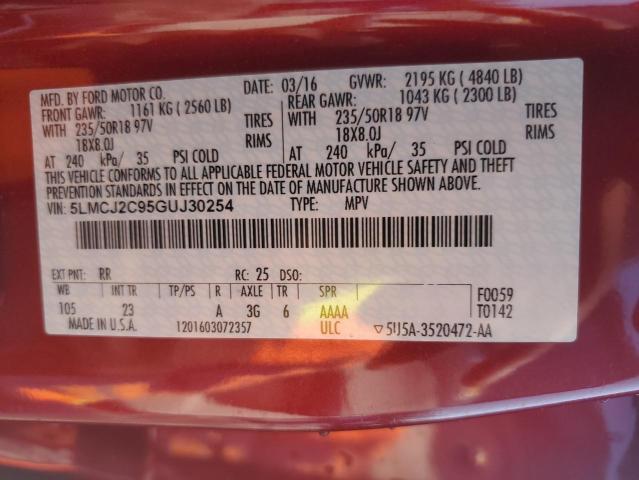 MFD. BY FORD MOTOR CO. DATE: 03/16 GVWR: 2195 KG ( 4840 LB)
FRONT GAWR: 1161 KG ( 2560 LB) REAR GAWR: 1043 KG ( 2300 LB)
WITH 235/50R18 97V TIRES WITH 235/50R18 97V TIRES
18X8.0J RIMS 18X8.0J RIMS
AT 240 kPa/ 35 PSI COLD AT 240 kPa/ 35 PSI COLD
THIS VEHICLE CONFORMS TO ALL APPLICABLE FEDERAL MOTOR VEHICLE SAFETY AND THEFT
PREVENTION STANDARDS IN EFFECT ON THE DATE OF MANUFACTURE SHOWN ABOVE.
VIN: 5LMCJ2C95GUJ30254 TYPE: MPV
EXT PNT: RR RC: 25 DSO:
WB INT TR TP/PS R AXLE TR SPR F0059
105 23 A 3G 6 AAAA T0142
MADE IN U.S.A. 1201603072357 ULC ▽5U5A-3520472-AA